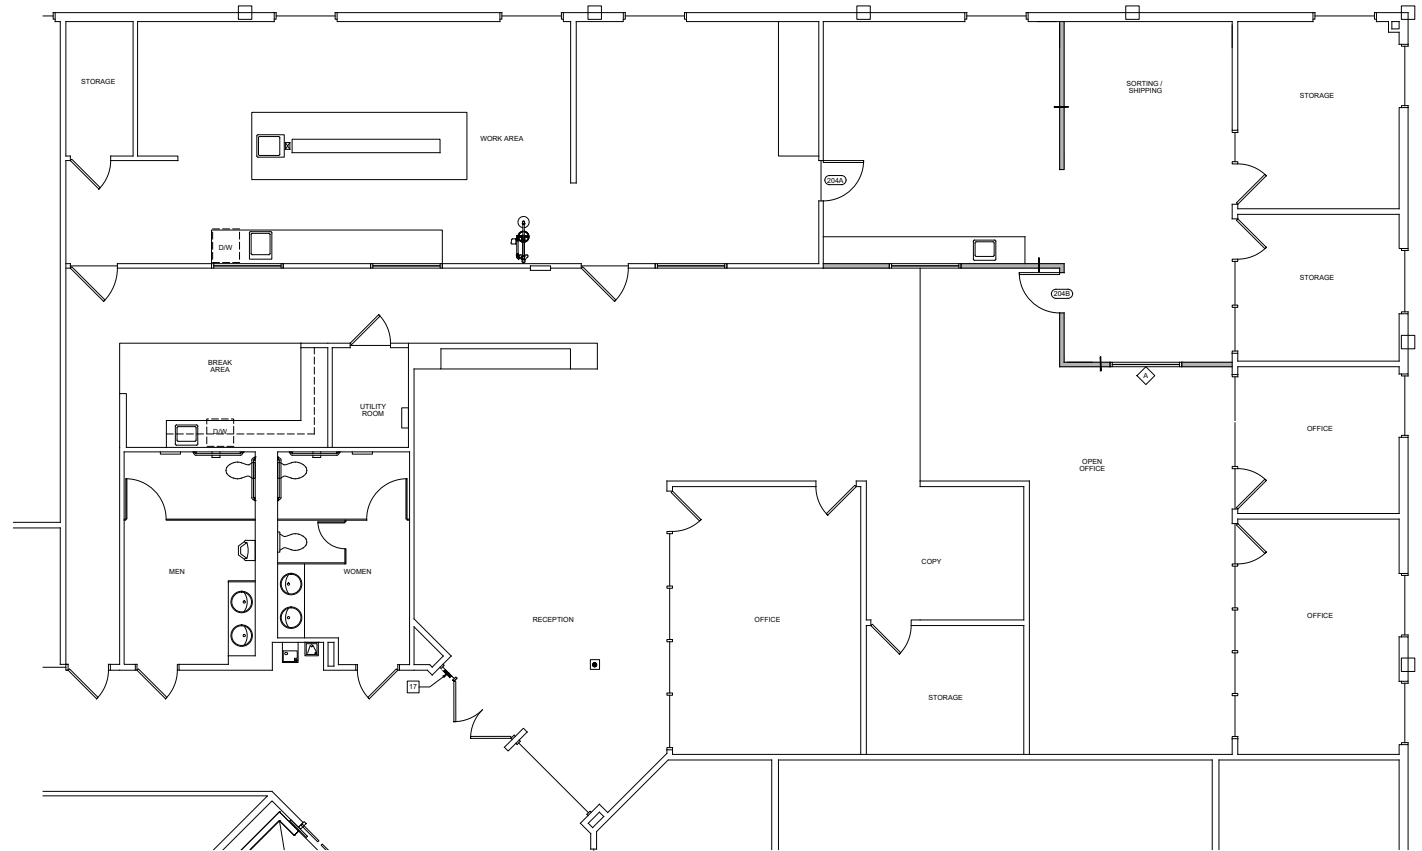 STORAGE
SORTING /
SHIPPING
STORAGE
WORK AREA
204A
D/W
STORAGE
204B
BREAK
AREA
A
UTILITY
ROOM
D/W
OFFICE
OPEN
OFFICE
COPY
MEN
WOMEN
RECEPTION
OFFICE
OFFICE
17
STORAGE